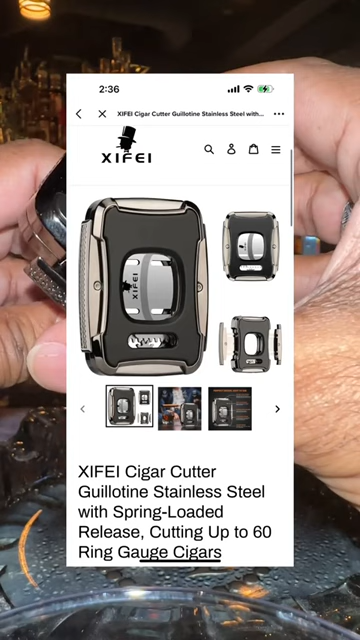 2:36
XIFEI Cigar Cutter Guillotine Stainless Steel with...
XIFEI
XIFEI
XIFEI Cigar Cutter
Guillotine Stainless Steel
with Spring-Loaded
Release, Cutting Up to 60
Ring Gauge Cigars